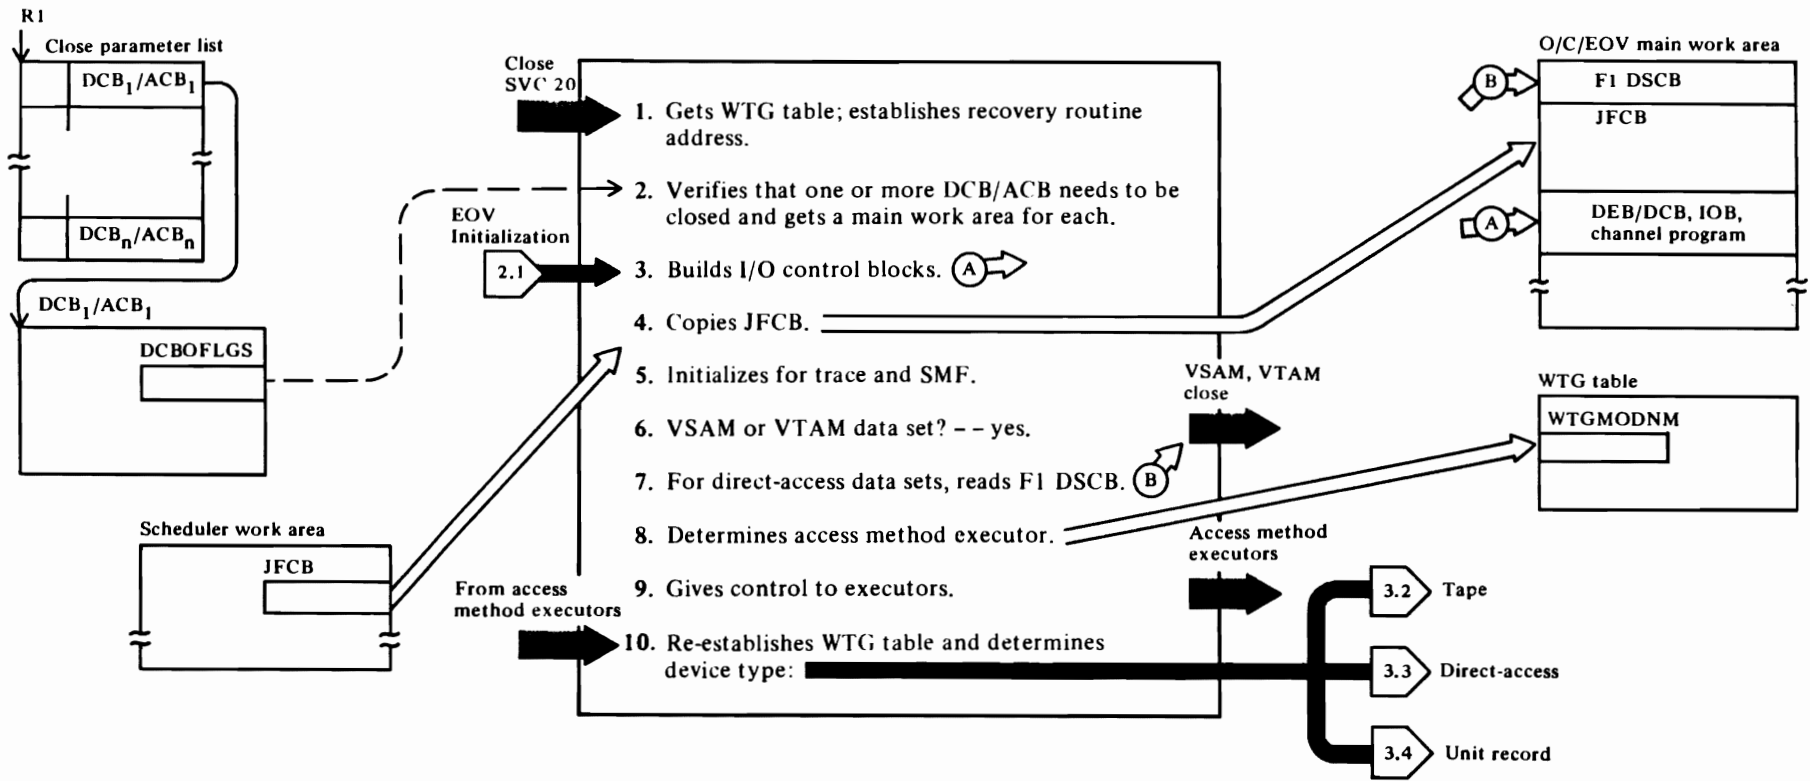 R1
Close parameter list
DCB1/ACB1
DCBn/ACBn
DCB1/ACB1
DCBOFLGS
Scheduler work area
JFCB
Close
SVC 20
EOV
Initialization
2.1
From access
method executors
1. Gets WTG table; establishes recovery routine
address.
2. Verifies that one or more DCB/ACB needs to be
closed and gets a main work area for each.
3. Builds I/O control blocks. A
4. Copies JFCB.
5. Initializes for trace and SMF.
6. VSAM or VTAM data set? -- yes.
7. For direct-access data sets, reads F1 DSCB. B
8. Determines access method executor.
9. Gives control to executors.
10. Re-establishes WTG table and determines
device type:
VSAM, VTAM
close
Access method
executors
O/C/EOV main work area
B
F1 DSCB
JFCB
A
DEB/DCB, IOB,
channel program
WTG table
WTGMODNM
3.2 Tape
3.3 Direct-access
3.4 Unit record